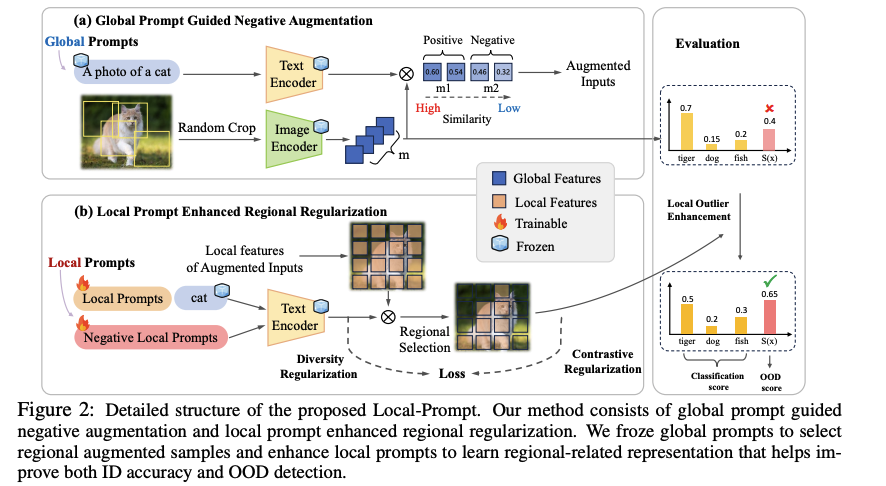 (a) Global Prompt Guided Negative Augmentation
Global Prompts
A photo of a cat
Text
Encoder
Positive Negative
0.60 0.54 0.46 0.32
m1 m2
High Low
Similarity
Augmented
Inputs
Random Crop
Image
Encoder
m
Global Features
Local Features
Trainable
Frozen
(b) Local Prompt Enhanced Regional Regularization
Local Prompts
Local features
of Augmented Inputs
Local Prompts
cat
Negative Local Prompts
Text
Encoder
Regional
Selection
Diversity
Regularization
Loss
Contrastive
Regularization
Evaluation
0.7
0.15
0.2
0.4
tiger dog fish S(x)
Local Outlier
Enhancement
0.5
0.2
0.3
0.65
tiger dog fish S(x)
Classification
score
OOD
score
Figure 2: Detailed structure of the proposed Local-Prompt. Our method consists of global prompt guided
negative augmentation and local prompt enhanced regional regularization. We froze global prompts to select
regional augmented samples and enhance local prompts to learn regional-related representation that helps im-
prove both ID accuracy and OOD detection.